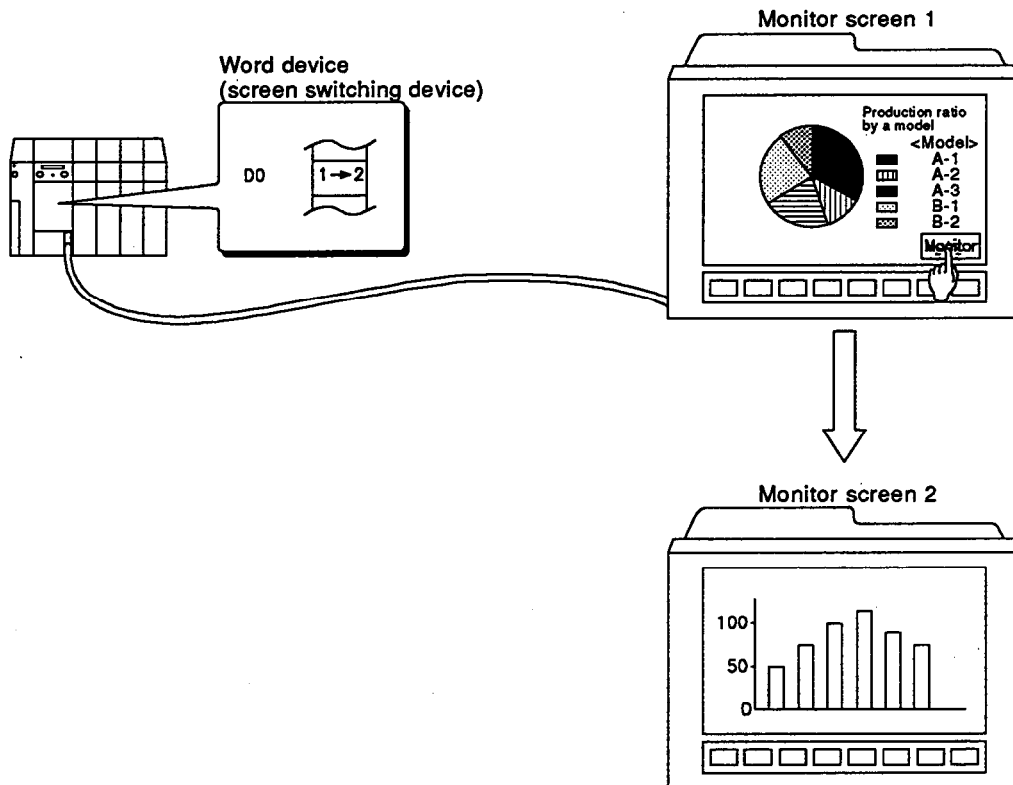 Monitor screen 1
Word device
(screen switching device)
D0
1→2
Production ratio
by a model
<Model>
A-1
A-2
A-3
B-1
B-2
Monitor
Monitor screen 2
100
50
0